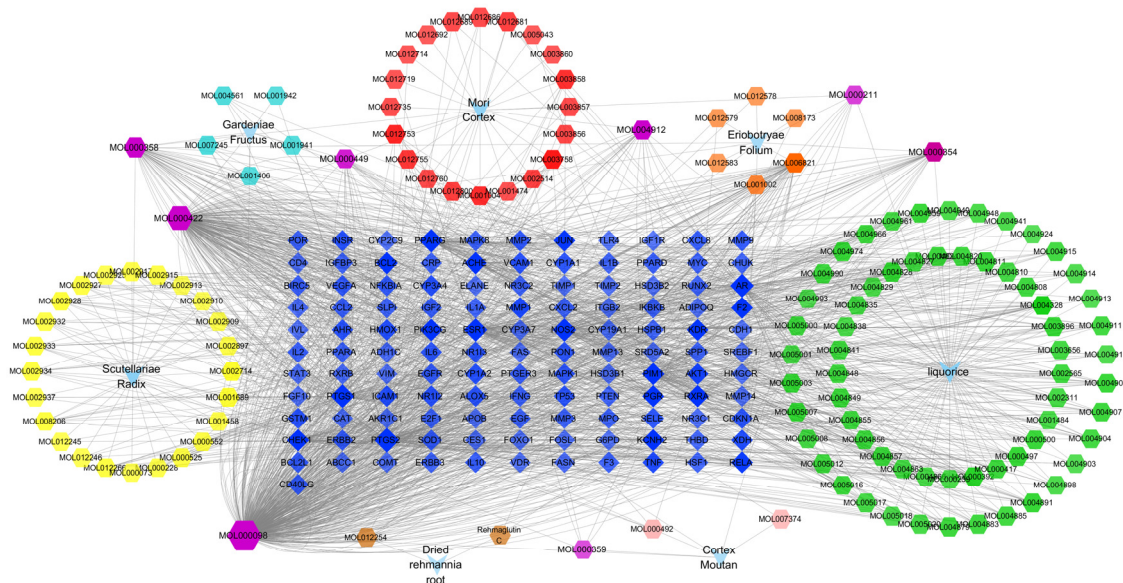 MOL012686
MOL012681
MOL012692
MOL005043
MOL012714
MOL003860
MOL012719
MOL003858
MOL012735
MOL003857
MOL012753
MOL003856
MOL012755
MOL003758
MOL012760
MOL002514
MOL001474
Mori
Cortex
MOL004561
MOL001942
Gardeniae
Fructus
MOL007245
MOL001941
MOL001406
MOL000358
MOL000449
MOL000422
MOL004912
MOL012578
MOL000211
MOL012579
MOL008173
Eriobotryae
Folium
MOL012583
MOL006821
MOL001002
MOL000354
POR
INSR
CYP2C9
PPARG
MAPK8
MMP2
JUN
TLR4
IGF1R
CXCL8
MMP9
CD4
IGFBP3
BCL2
CRP
ACHE
VCAM1
CYP1A1
IL1B
PPARD
MYC
CHUK
BIRC5
VEGFA
NFKBIA
CYP3A4
ELANE
NR3C2
TIMP1
TIMP2
HSD3B2
RUNX2
AR
IL4
CCL2
SLPI
IGF2
IL1A
MMP1
CXCL2
ITGB2
IKBKB
ADIPOQ
F2
IVL
AHR
HMOX1
PIK3CG
ESR1
CYP3A7
NOS2
CYP19A1
HSPB1
KDR
CDH1
IL2
PPARA
ADH1C
IL6
NR1I3
FAS
PON1
MMP13
SRD5A2
SPP1
SREBF1
STAT3
RXRB
VIM
EGFR
CYP1A2
PTGER3
MAPK1
HSD3B1
PIM1
AKT1
HMGCR
FGF10
PTGS1
ICAM1
NR1I2
ALOX5
IFNG
TP53
PTEN
PGR
RXRA
MMP14
GSTM1
CAT
AKR1C1
E2F1
APOB
EGF
MMP3
MPO
SELE
NR3C1
CDKN1A
CHEK1
ERBB2
PTGS2
SOD1
CES1
FOXO1
FOSL1
G6PD
KCNH2
THBD
XDH
BCL2L1
ABCC1
COMT
ERBB3
IL10
VDR
FASN
F3
TNF
HSF1
RELA
CD40LG
MOL002915
MOL002927
MOL002913
MOL002928
MOL002910
MOL002932
MOL002909
MOL002933
MOL002897
MOL002934
MOL002714
MOL002937
MOL001689
MOL008206
MOL001458
MOL012245
MOL000552
MOL012246
MOL000525
MOL000228
MOL000073
Scutellariae
Radix
MOL004949
MOL004948
MOL004961
MOL004941
MOL004966
MOL004924
MOL004974
MOL004915
MOL004990
MOL004914
MOL004993
MOL004913
MOL005000
MOL004911
MOL005001
MOL005003
MOL005007
MOL004907
MOL005008
MOL004904
MOL005012
MOL004903
MOL005016
MOL004898
MOL005017
MOL004891
MOL005018
MOL004885
MOL004883
MOL004827
MOL004811
MOL004828
MOL004810
MOL004829
MOL004808
MOL004835
MOL004328
MOL004838
MOL003896
MOL004841
MOL003656
MOL004848
MOL002565
MOL004849
MOL002311
MOL004855
MOL001484
MOL004856
MOL000500
MOL004857
MOL000497
MOL000417
liquorice
MOL000098
MOL012254
Rehmaglutin
C
Dried
rehmannia
root
MOL000359
MOL000492
MOL007374
Cortex
Moutan